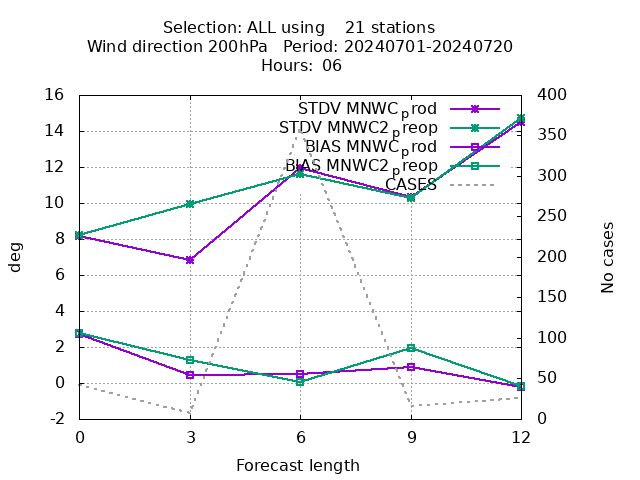 Selection: ALL using    21 stations
Wind direction 200hPa   Period: 20240701-20240720
Hours: 06
16 400
14 350
12 300
10 250
8 200
6 150
4 100
2 50
0 0
-2
deg
No cases
STDV MNWC_prod
STDV MNWC2_preop
BIAS MNWC_prod
BIAS MNWC2_preop
CASES
0 3 6 9 12
Forecast length